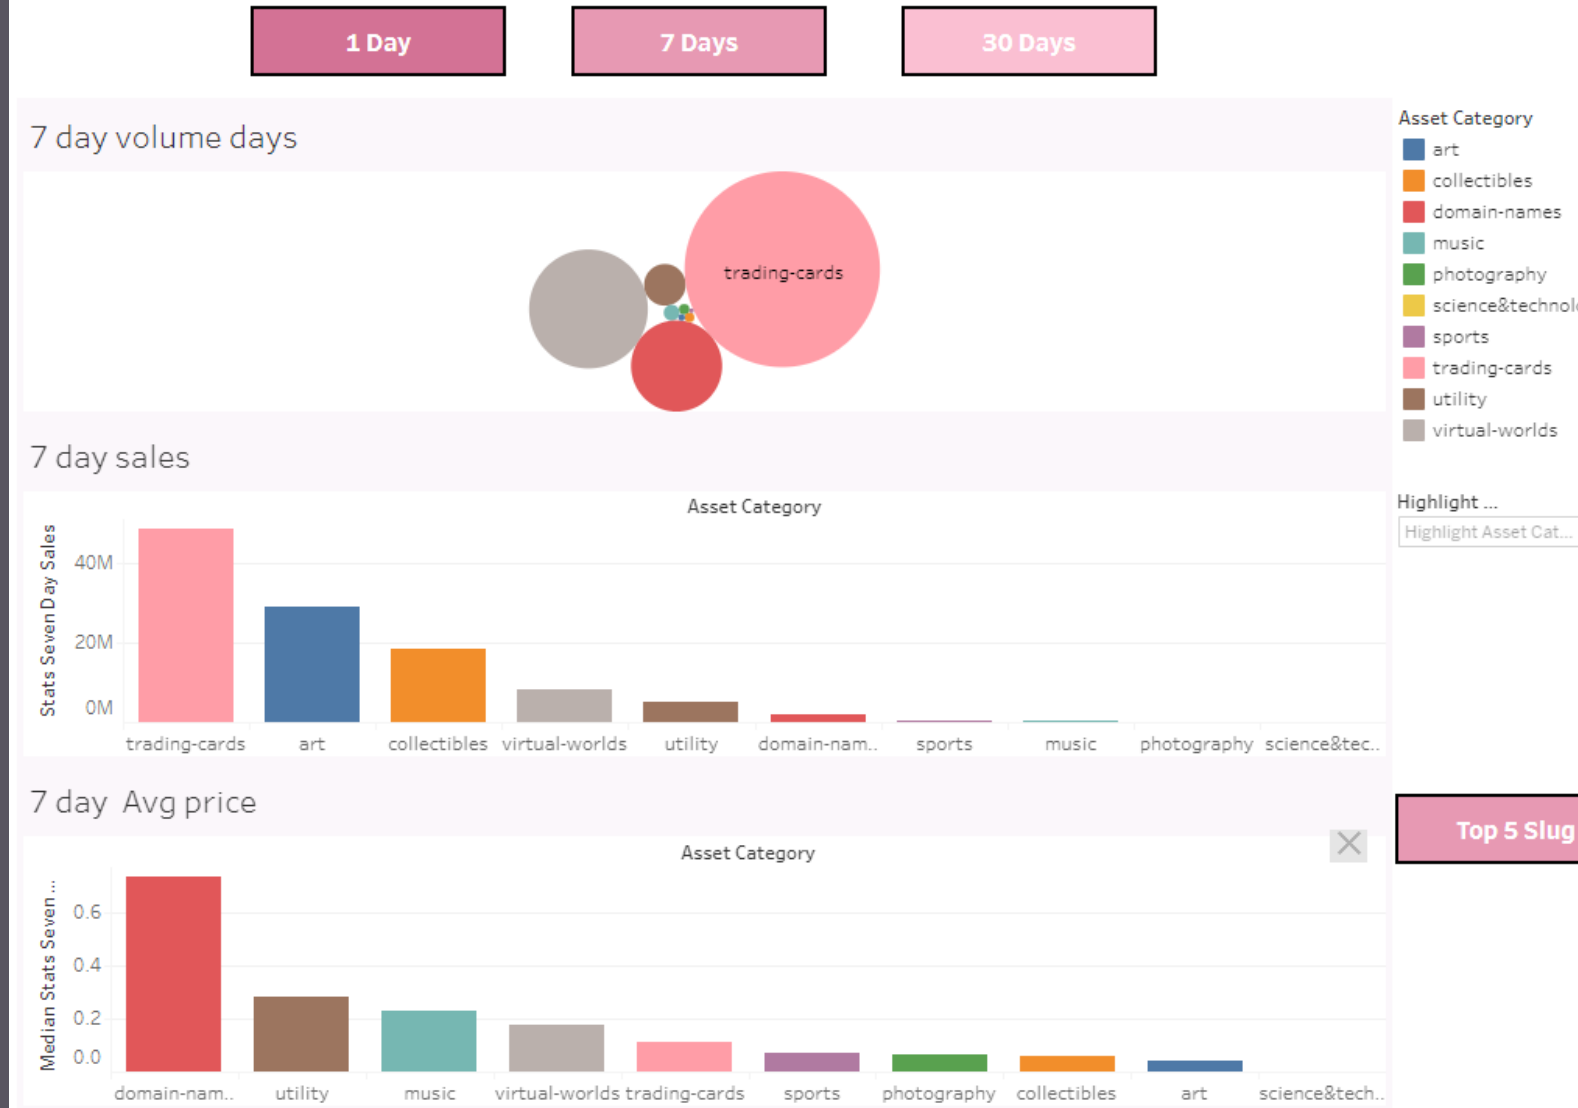 1 Day
7 Days
30 Days
7 day volume days
trading-cards
Asset Category
art
collectibles
domain-names
music
photography
science&technol
sports
trading-cards
utility
virtual-worlds
7 day sales
Asset Category
Stats Seven Day Sales
40M
20M
0M
trading-cards
art
collectibles
virtual-worlds
utility
domain-nam..
sports
music
photography
science&tec..
Highlight ...
Highlight Asset Cat...
7 day Avg price
Asset Category
Median Stats Seven ...
0.6
0.4
0.2
0.0
domain-nam..
utility
music
virtual-worlds
trading-cards
sports
photography
collectibles
art
science&tech..
Top 5 Slug